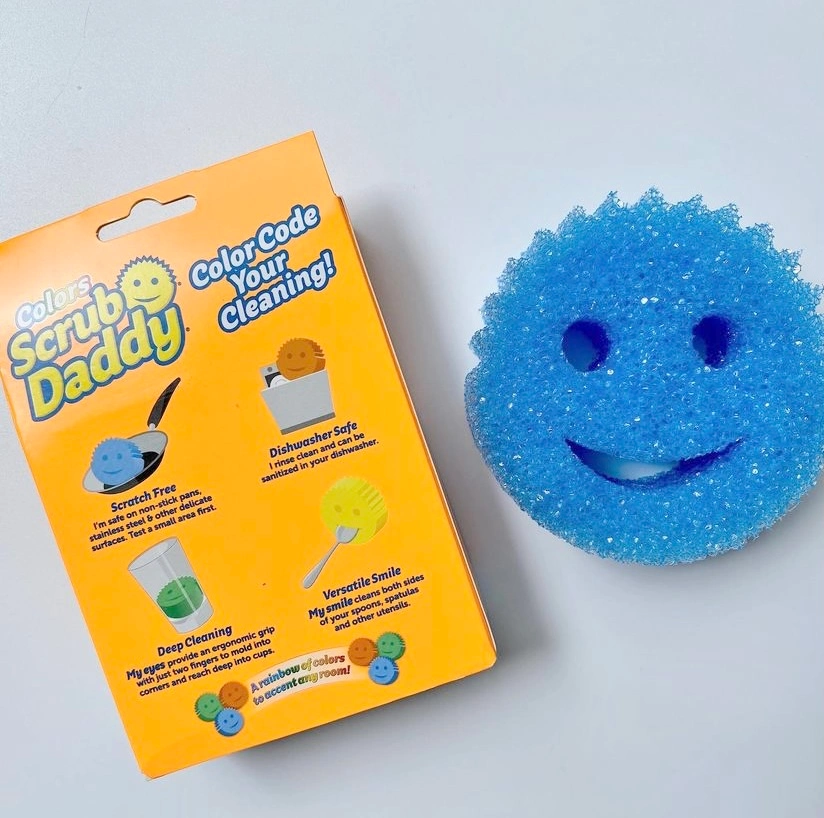 Colors
Scrub
Daddy
Color Code
Your
Cleaning!
Scratch Free
I'm safe on non-stick pans,
stainless steel & other delicate
surfaces. Test a small area first.
Dishwasher Safe
I rinse clean and can be
sanitized in your dishwasher.
Deep Cleaning
My eyes provide an ergonomic grip
with just two fingers to mold into
corners and reach deep into cups.
Versatile Smile
My smile cleans both sides
of your spoons, spatulas
and other utensils.
A rainbow of colors
to accent any room!